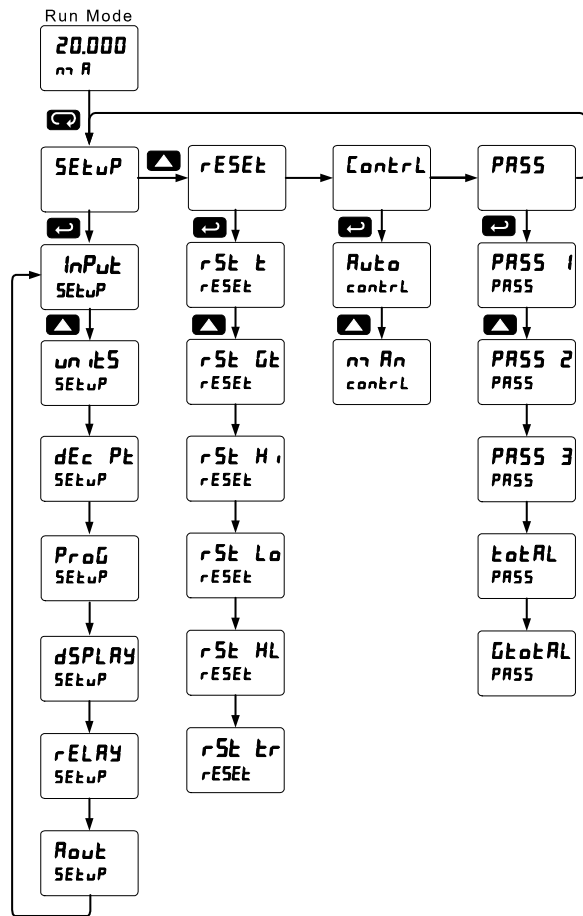 Run Mode
20.000
mA
SEtuP
rESEt
ContrL
PASS
InPut
SEtuP
rSt t
rESEt
Auto
contrL
PASS 1
PASS
unitS
SEtuP
rSt Gt
rESEt
mAn
contrL
PASS 2
PASS
dEc Pt
SEtuP
rSt Hi
rESEt
PASS 3
PASS
ProG
SEtuP
rSt Lo
rESEt
totAL
PASS
dSPLAY
SEtuP
rSt HL
rESEt
GtotAL
PASS
rELAY
SEtuP
rSt tr
rESEt
Aout
SEtuP